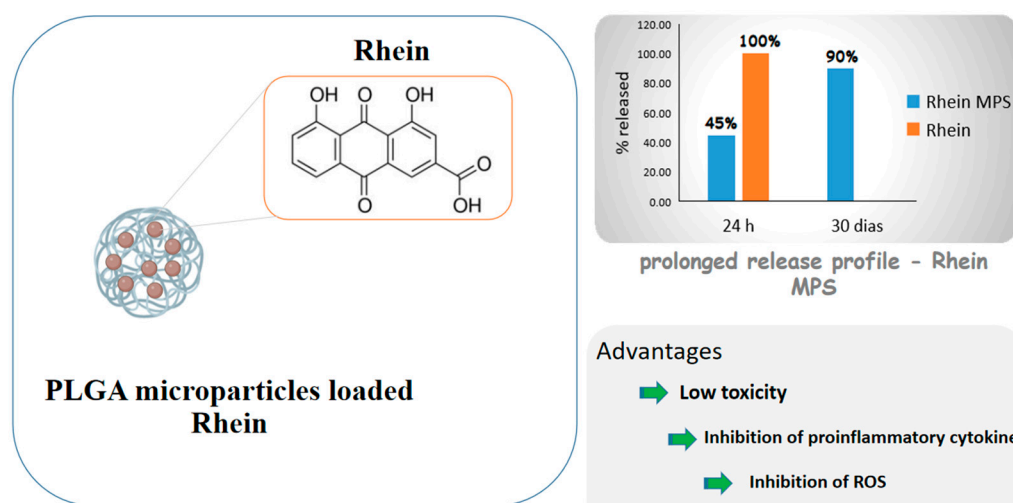 Rhein
OH
O
OH
O
O
OH
PLGA microparticles loaded
Rhein
120.00
100.00
80.00
60.00
40.00
20.00
0.00
% released
45%
100%
90%
24 h
30 dias
Rhein MPS
Rhein
prolonged release profile - Rhein
MPS
Advantages
Low toxicity
Inhibition of proinflammatory cytokine
Inhibition of ROS